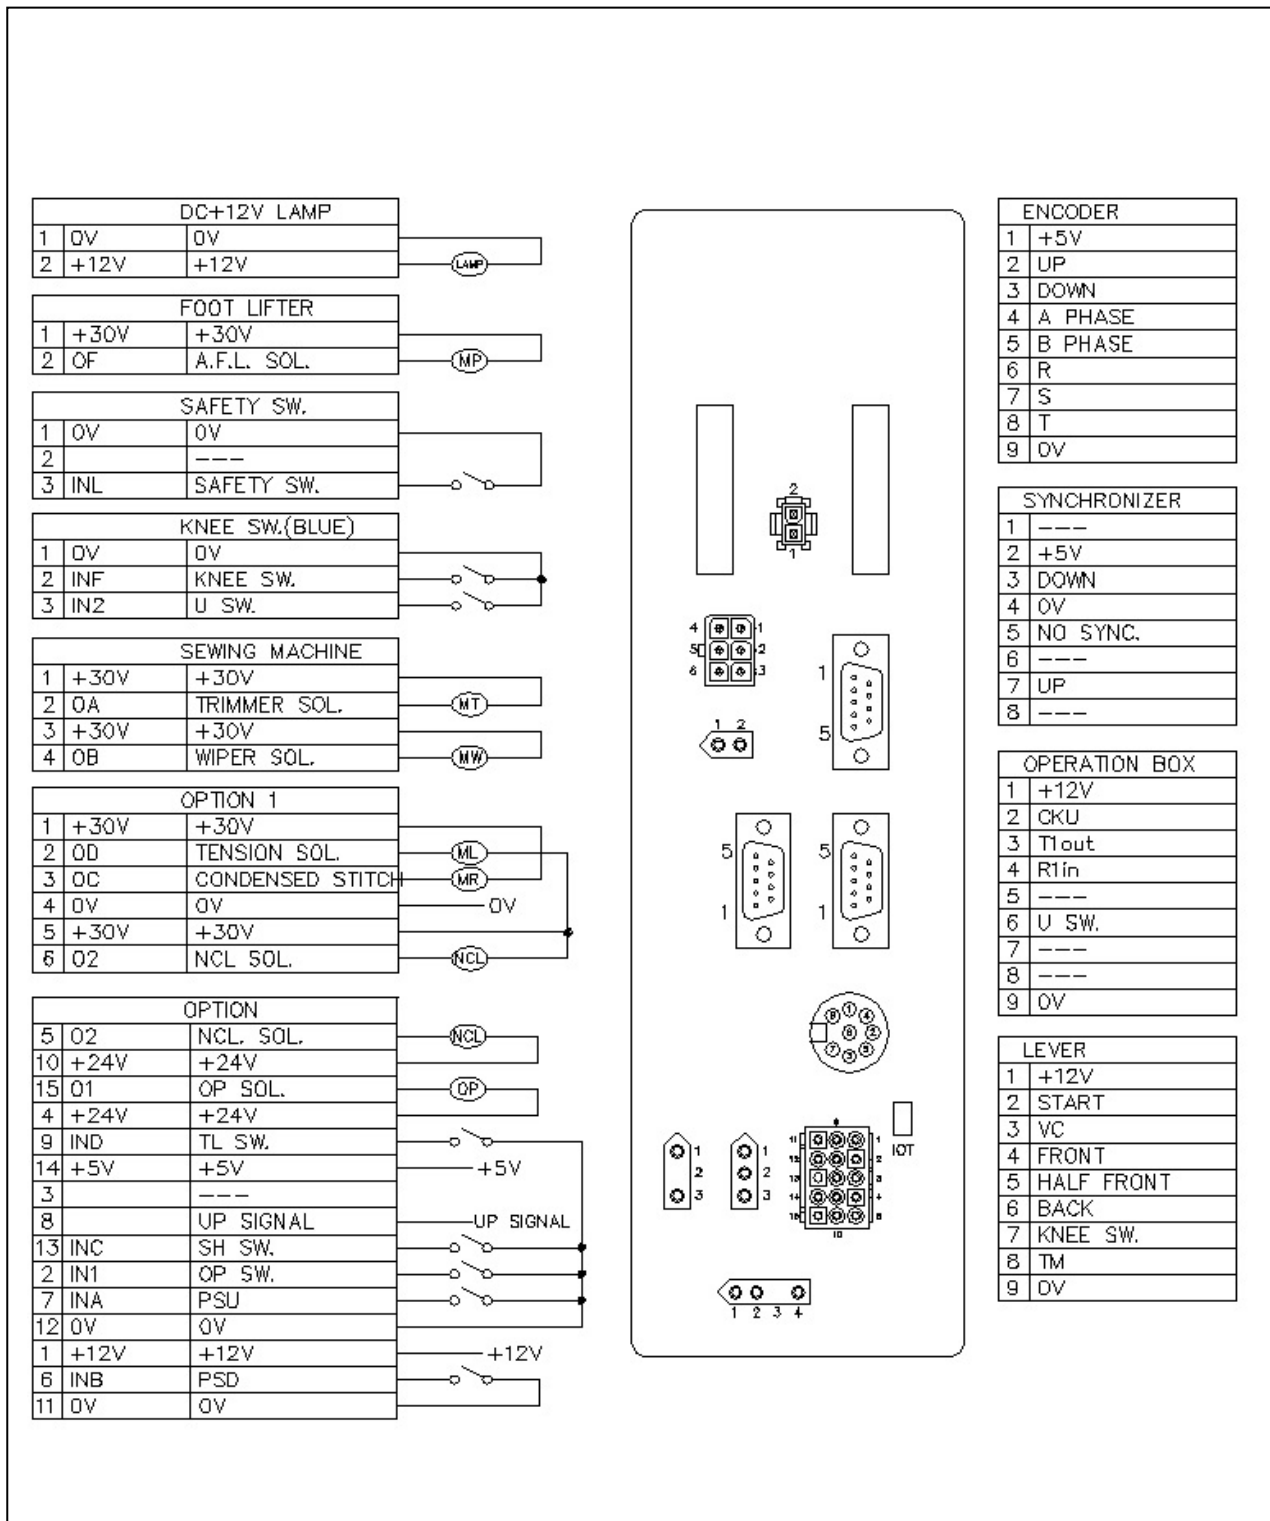 DC+12V LAMP
1 0V 0V
2 +12V +12V LAMP
FOOT LIFTER
1 +30V +30V
2 OF A.F.L. SOL. MP
SAFETY SW.
1 0V 0V
2 ---
3 INL SAFETY SW.
KNEE SW.(BLUE)
1 0V 0V
2 INF KNEE SW.
3 IN2 U SW.
SEWING MACHINE
1 +30V +30V
2 OA TRIMMER SOL. MT
3 +30V +30V
4 OB WIPER SOL. MW
OPTION 1
1 +30V +30V
2 OD TENSION SOL. ML
3 OC CONDENSED STITCH MR
4 0V 0V 0V
5 +30V +30V
6 O2 NCL SOL. NCL
OPTION
5 O2 NCL. SOL. NCL
10 +24V +24V
15 O1 OP SOL. OP
4 +24V +24V
9 IND TL SW.
14 +5V +5V +5V
3 ---
8 UP SIGNAL UP SIGNAL
13 INC SH SW.
2 IN1 OP SW.
7 INA PSU
12 0V 0V
1 +12V +12V +12V
6 INB PSD
11 0V 0V
2
1
4 1
5 2
6 3
1
5
1 2
5 5
1 1
1
2
3
1
2
3
11 1
12 2
13 3
14 4
10
IOT
1 2 3 4
ENCODER
1 +5V
2 UP
3 DOWN
4 A PHASE
5 B PHASE
6 R
7 S
8 T
9 0V
SYNCHRONIZER
1 ---
2 +5V
3 DOWN
4 0V
5 NO SYNC.
6 ---
7 UP
8 ---
OPERATION BOX
1 +12V
2 CKU
3 T1out
4 R1in
5 ---
6 U SW.
7 ---
8 ---
9 0V
LEVER
1 +12V
2 START
3 VC
4 FRONT
5 HALF FRONT
6 BACK
7 KNEE SW.
8 TM
9 0V